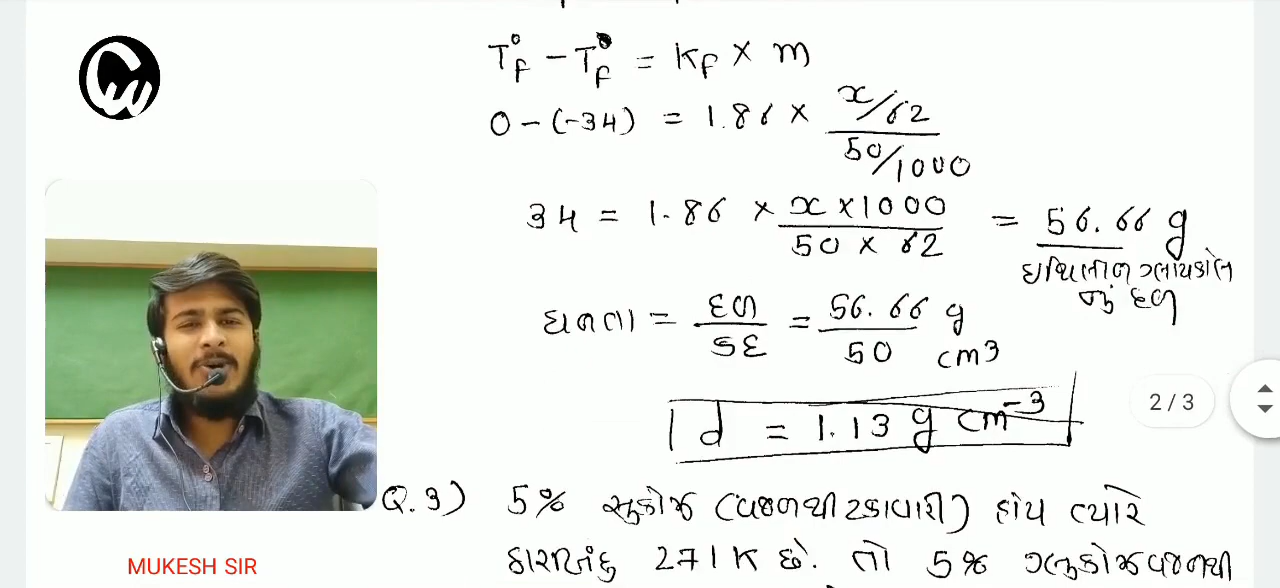 T°f – T°f = Kf × m
0 – (-34) = 1.86 × x/62
50/1000
34 = 1.86 × x × 1000 / 50 × 62 = 56.66 g
ઇથિલીન ગ્લાયકોલ
નું દળ
ઘનતા = દળ / કદ = 56.66 g / 50 cm3
d = 1.13 g cm-3
2 / 3
Q.3) 5% સુક્રોઝ (વજનથી ટકાવારી) હોય ત્યારે
ઠારબિંદુ 271K છે. તો 5% ગ્લુકોઝ વજનથી
MUKESH SIR